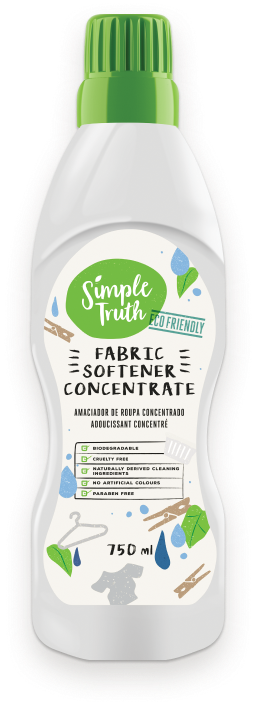 Simple
Truth
ECO FRIENDLY
FABRIC
SOFTENER
CONCENTRATE
AMACIADOR DE ROUPA CONCENTRADO
ADOUCISSANT CONCENTRÉ
BIODEGRADABLE
CRUELTY FREE
NATURALLY DERIVED CLEANING
INGREDIENTS
NO ARTIFICIAL COLOURS
PARABEN FREE
750 ml